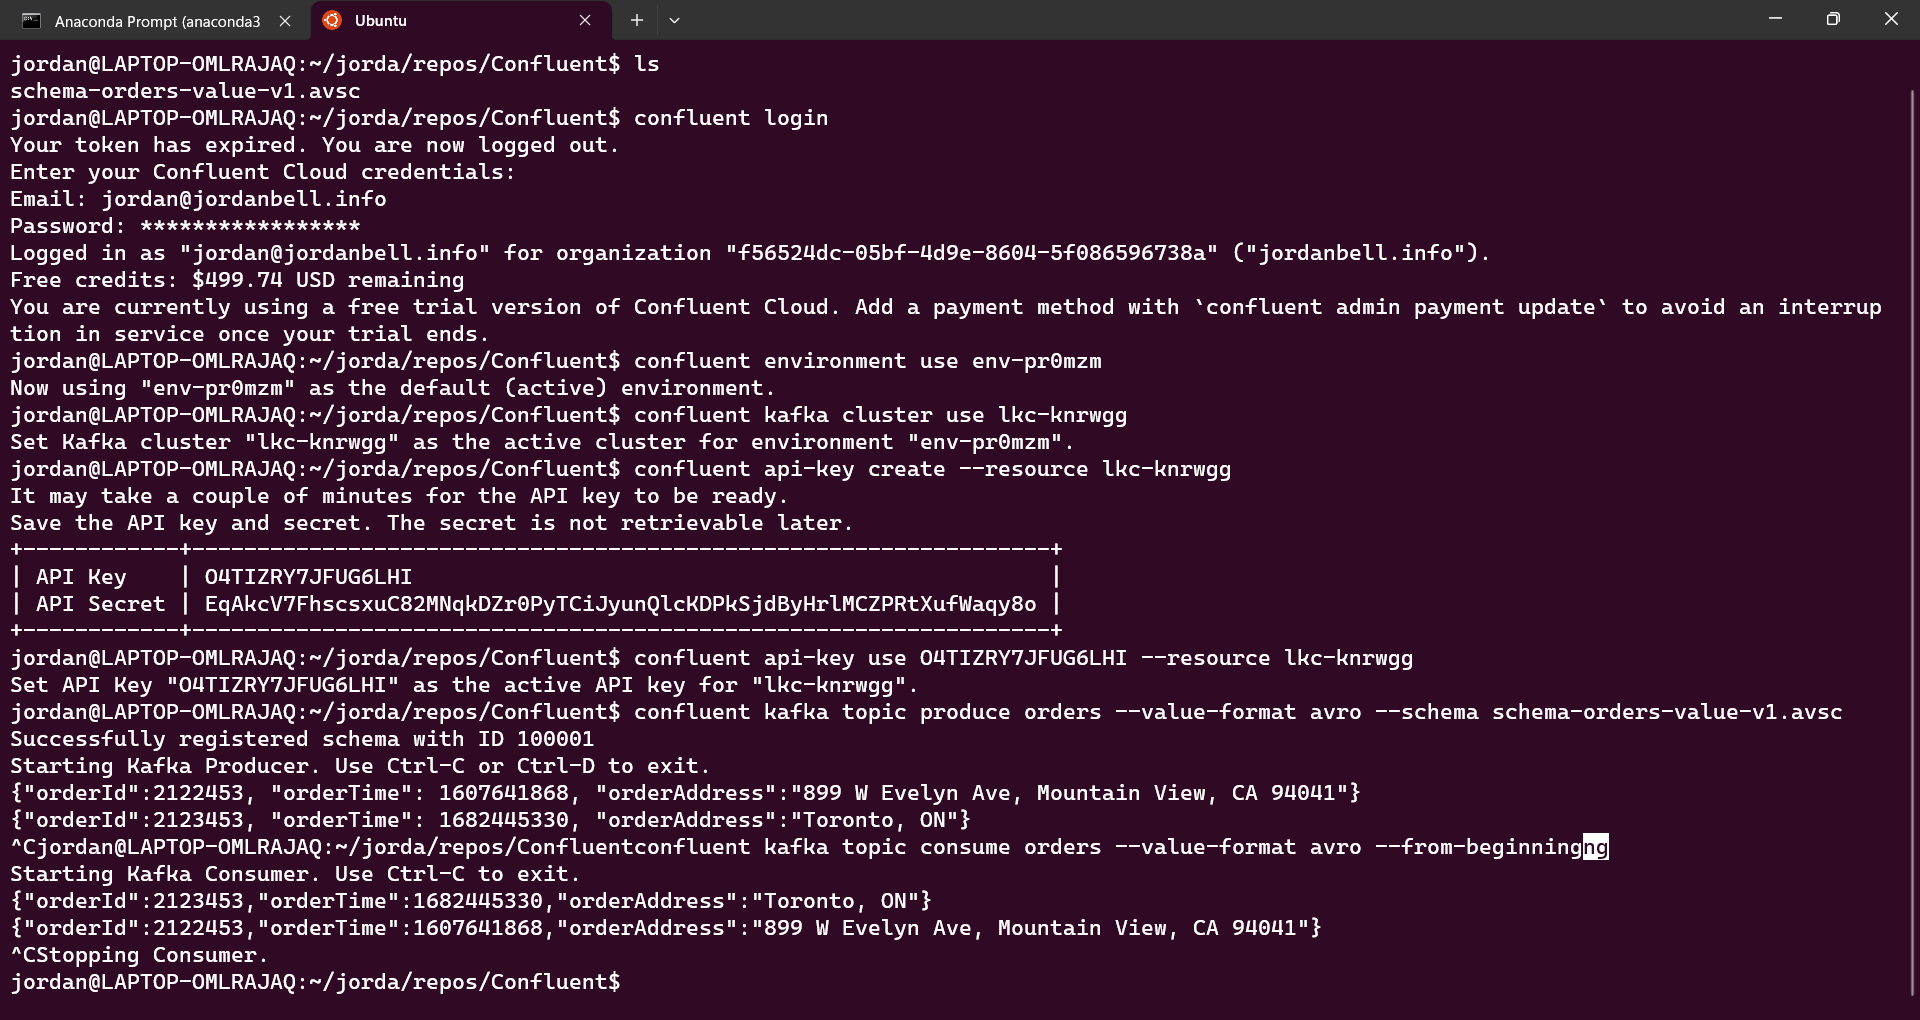 Anaconda Prompt (anaconda3
Ubuntu
jordan@LAPTOP-OMLRAJAQ:~/jorda/repos/Confluent$ ls
schema-orders-value-v1.avsc
jordan@LAPTOP-OMLRAJAQ:~/jorda/repos/Confluent$ confluent login
Your token has expired. You are now logged out.
Enter your Confluent Cloud credentials:
Email: jordan@jordanbell.info
Password: *****************
Logged in as "jordan@jordanbell.info" for organization "f56524dc-05bf-4d9e-8604-5f086596738a" ("jordanbell.info").
Free credits: $499.74 USD remaining
You are currently using a free trial version of Confluent Cloud. Add a payment method with `confluent admin payment update` to avoid an interrup
tion in service once your trial ends.
jordan@LAPTOP-OMLRAJAQ:~/jorda/repos/Confluent$ confluent environment use env-pr0mzm
Now using "env-pr0mzm" as the default (active) environment.
jordan@LAPTOP-OMLRAJAQ:~/jorda/repos/Confluent$ confluent kafka cluster use lkc-knrwgg
Set Kafka cluster "lkc-knrwgg" as the active cluster for environment "env-pr0mzm".
jordan@LAPTOP-OMLRAJAQ:~/jorda/repos/Confluent$ confluent api-key create --resource lkc-knrwgg
It may take a couple of minutes for the API key to be ready.
Save the API key and secret. The secret is not retrievable later.
+------------+------------------------------------------------------------------+
| API Key    | O4TIZRY7JFUG6LHI                                                 |
| API Secret | EqAkcV7FhscsxuC82MNqkDZr0PyTCiJyunQlcKDPkSjdByHrlMCZPRtXufWaqy8o |
+------------+------------------------------------------------------------------+
jordan@LAPTOP-OMLRAJAQ:~/jorda/repos/Confluent$ confluent api-key use O4TIZRY7JFUG6LHI --resource lkc-knrwgg
Set API Key "O4TIZRY7JFUG6LHI" as the active API key for "lkc-knrwgg".
jordan@LAPTOP-OMLRAJAQ:~/jorda/repos/Confluent$ confluent kafka topic produce orders --value-format avro --schema schema-orders-value-v1.avsc
Successfully registered schema with ID 100001
Starting Kafka Producer. Use Ctrl-C or Ctrl-D to exit.
{"orderId":2122453, "orderTime": 1607641868, "orderAddress":"899 W Evelyn Ave, Mountain View, CA 94041"}
{"orderId":2123453, "orderTime": 1682445330, "orderAddress":"Toronto, ON"}
^Cjordan@LAPTOP-OMLRAJAQ:~/jorda/repos/Confluentconfluent kafka topic consume orders --value-format avro --from-beginningng
Starting Kafka Consumer. Use Ctrl-C to exit.
{"orderId":2123453,"orderTime":1682445330,"orderAddress":"Toronto, ON"}
{"orderId":2122453,"orderTime":1607641868,"orderAddress":"899 W Evelyn Ave, Mountain View, CA 94041"}
^CStopping Consumer.
jordan@LAPTOP-OMLRAJAQ:~/jorda/repos/Confluent$